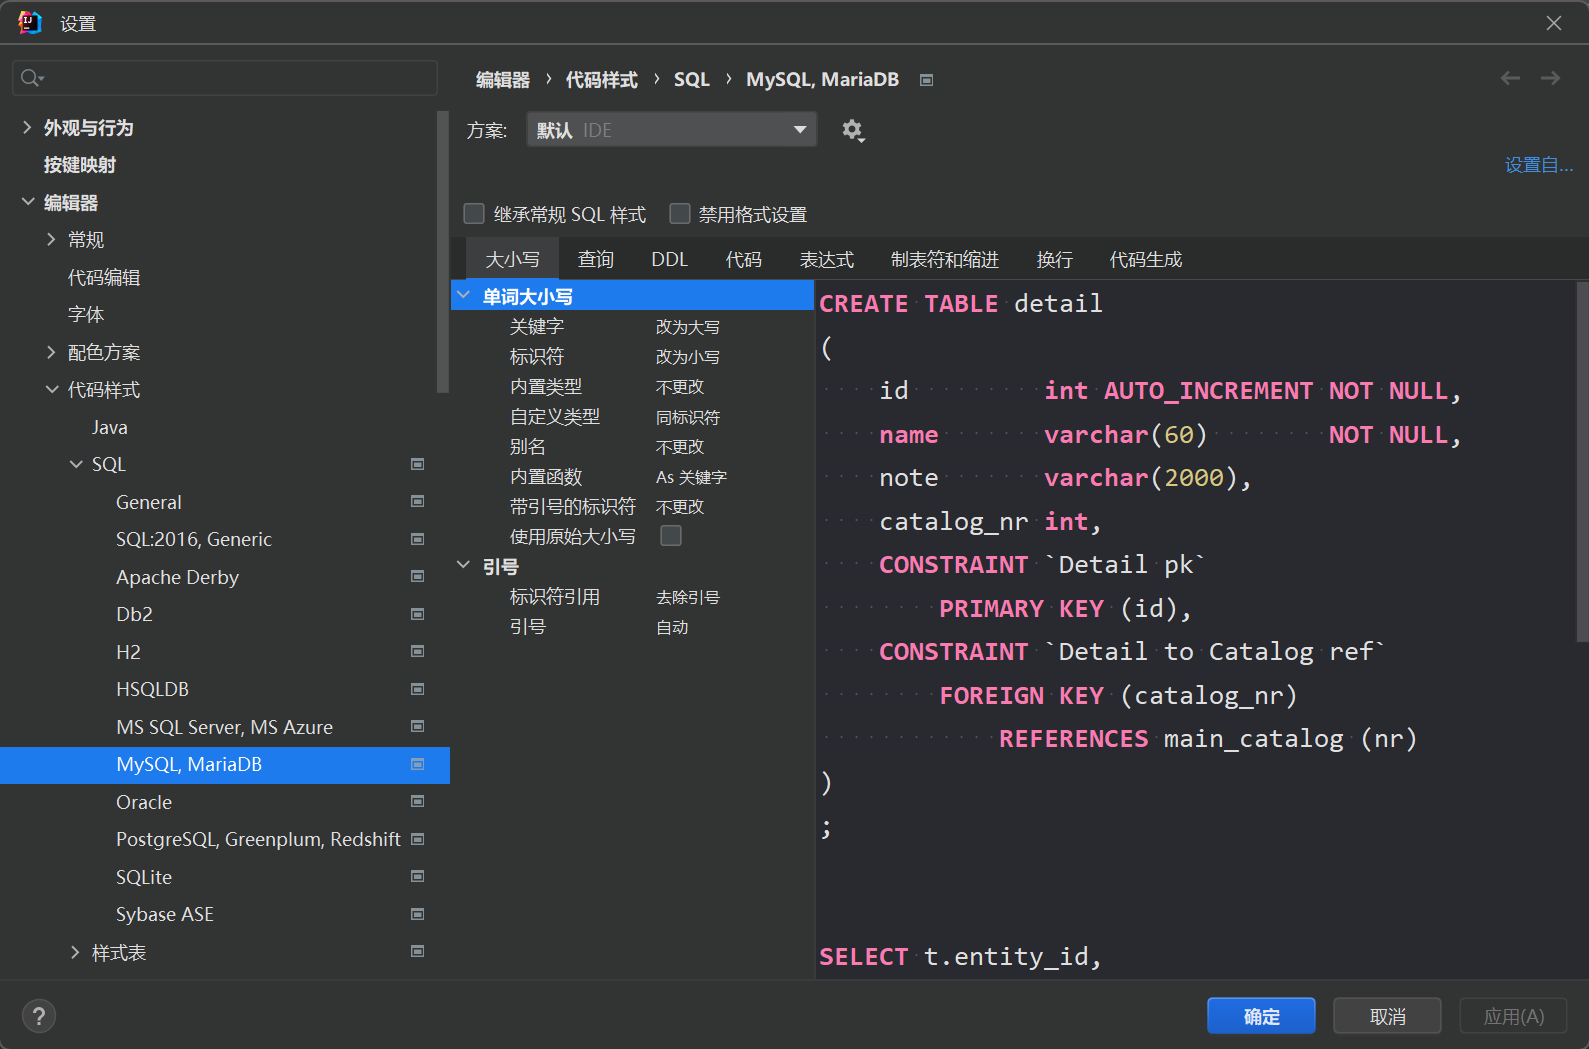 设置
外观与行为
按键映射
编辑器
常规
代码编辑
字体
配色方案
代码样式
Java
SQL
General
SQL:2016, Generic
Apache Derby
Db2
H2
HSQLDB
MS SQL Server, MS Azure
MySQL, MariaDB
Oracle
PostgreSQL, Greenplum, Redshift
SQLite
Sybase ASE
样式表
编辑器 › 代码样式 › SQL › MySQL, MariaDB
方案: 默认 IDE
设置自...
继承常规 SQL 样式 禁用格式设置
大小写 查询 DDL 代码 表达式 制表符和缩进 换行 代码生成
单词大小写
关键字 改为大写
标识符 改为小写
内置类型 不更改
自定义类型 同标识符
别名 不更改
内置函数 As 关键字
带引号的标识符 不更改
使用原始大小写
引号
标识符引用 去除引号
引号 自动
CREATE TABLE detail
(
id int AUTO_INCREMENT NOT NULL,
name varchar(60) NOT NULL,
note varchar(2000),
catalog_nr int,
CONSTRAINT `Detail pk`
PRIMARY KEY (id),
CONSTRAINT `Detail to Catalog ref`
FOREIGN KEY (catalog_nr)
REFERENCES main_catalog (nr)
)
;
SELECT t.entity_id,
?
确定 取消 应用(A)